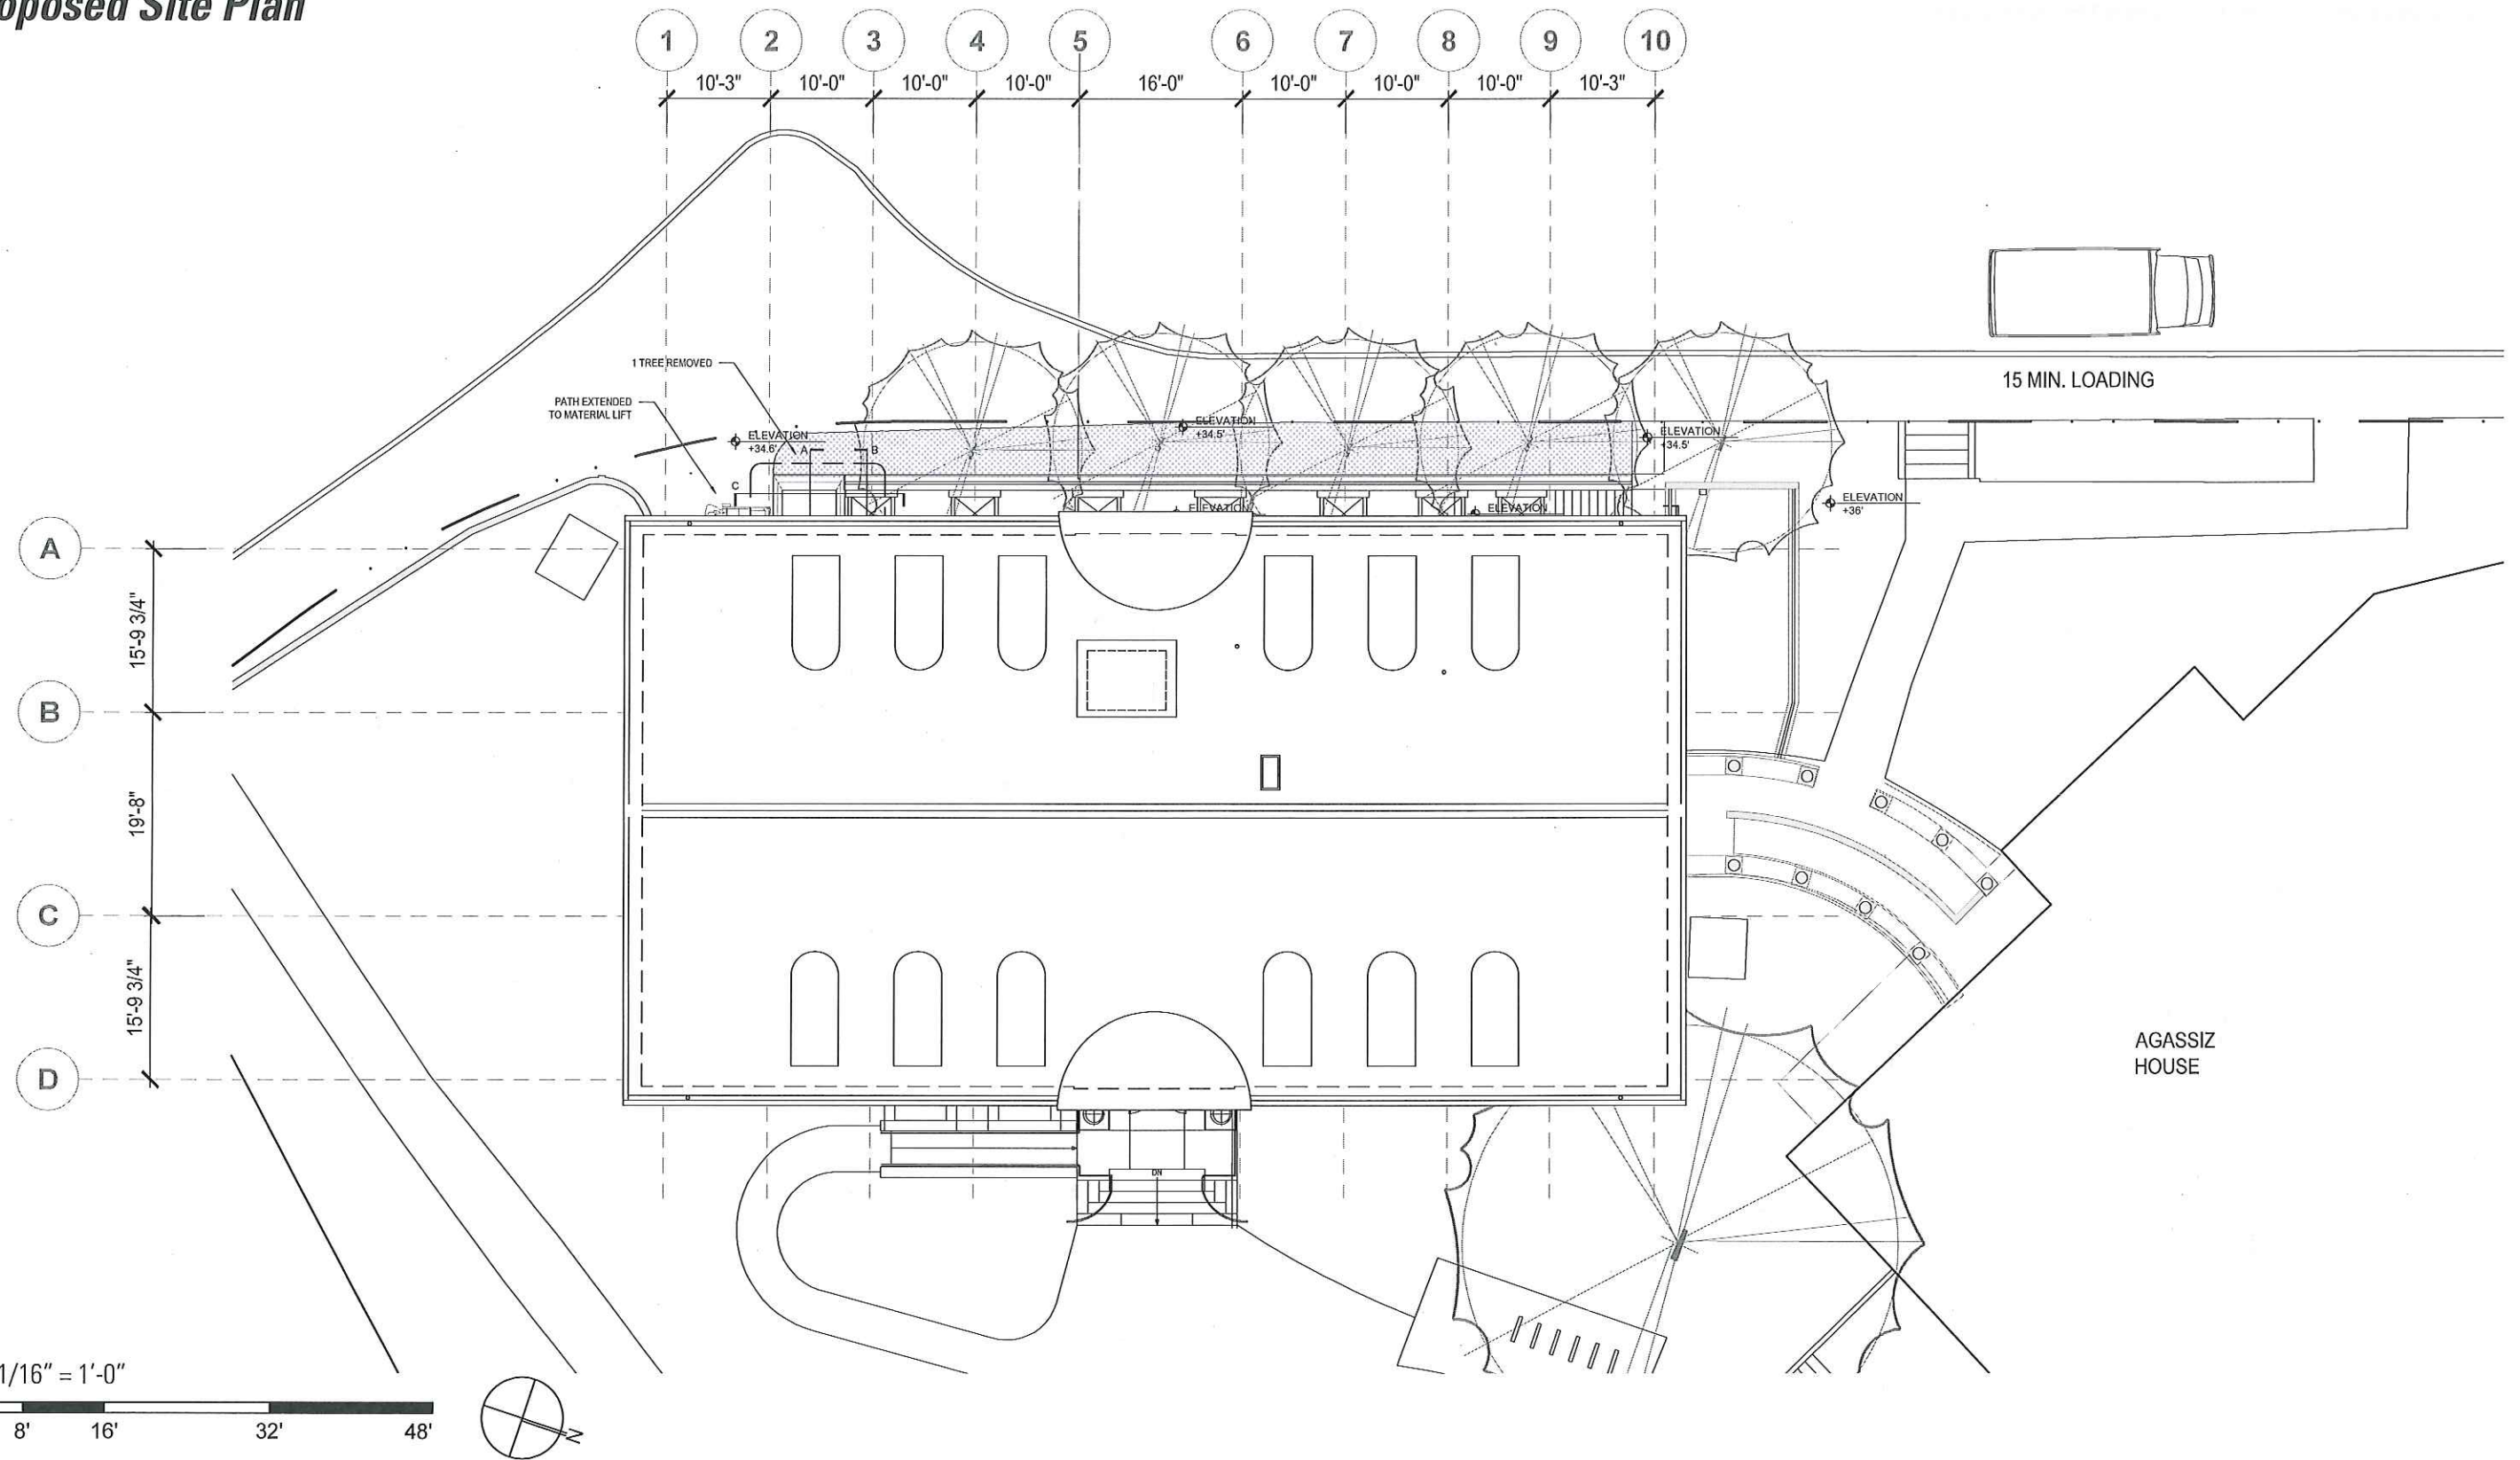 oposed Site Plan
1 2 3 4 5 6 7 8 9 10
10'-3" 10'-0" 10'-0" 10'-0" 16'-0" 10'-0" 10'-0" 10'-0" 10'-3"
15 MIN. LOADING
1 TREE REMOVED
PATH EXTENDED
TO MATERIAL LIFT
ELEVATION
+34.6'
A
B
C
ELEVATION
+34.5'
ELEVATION
+34.5'
ELEVATION
+36'
ELEVATION
ELEVATION
A
15'-9 3/4"
B
19'-8"
C
15'-9 3/4"
D
AGASSIZ
HOUSE
DN
1/16" = 1'-0"
8' 16' 32' 48'
N